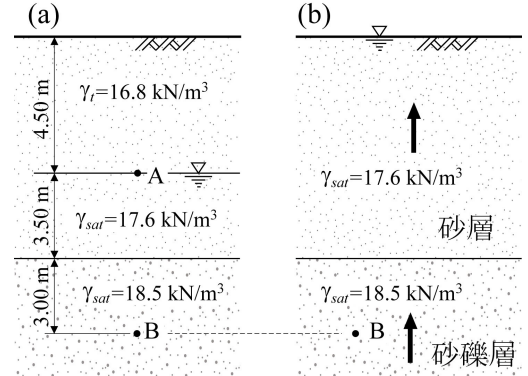 (a)
(b)
4.50 m
γt=16.8 kN/m³
A
3.50 m
γsat=17.6 kN/m³
γsat=17.6 kN/m³
砂層
3.00 m
γsat=18.5 kN/m³
γsat=18.5 kN/m³
B
B
砂礫層